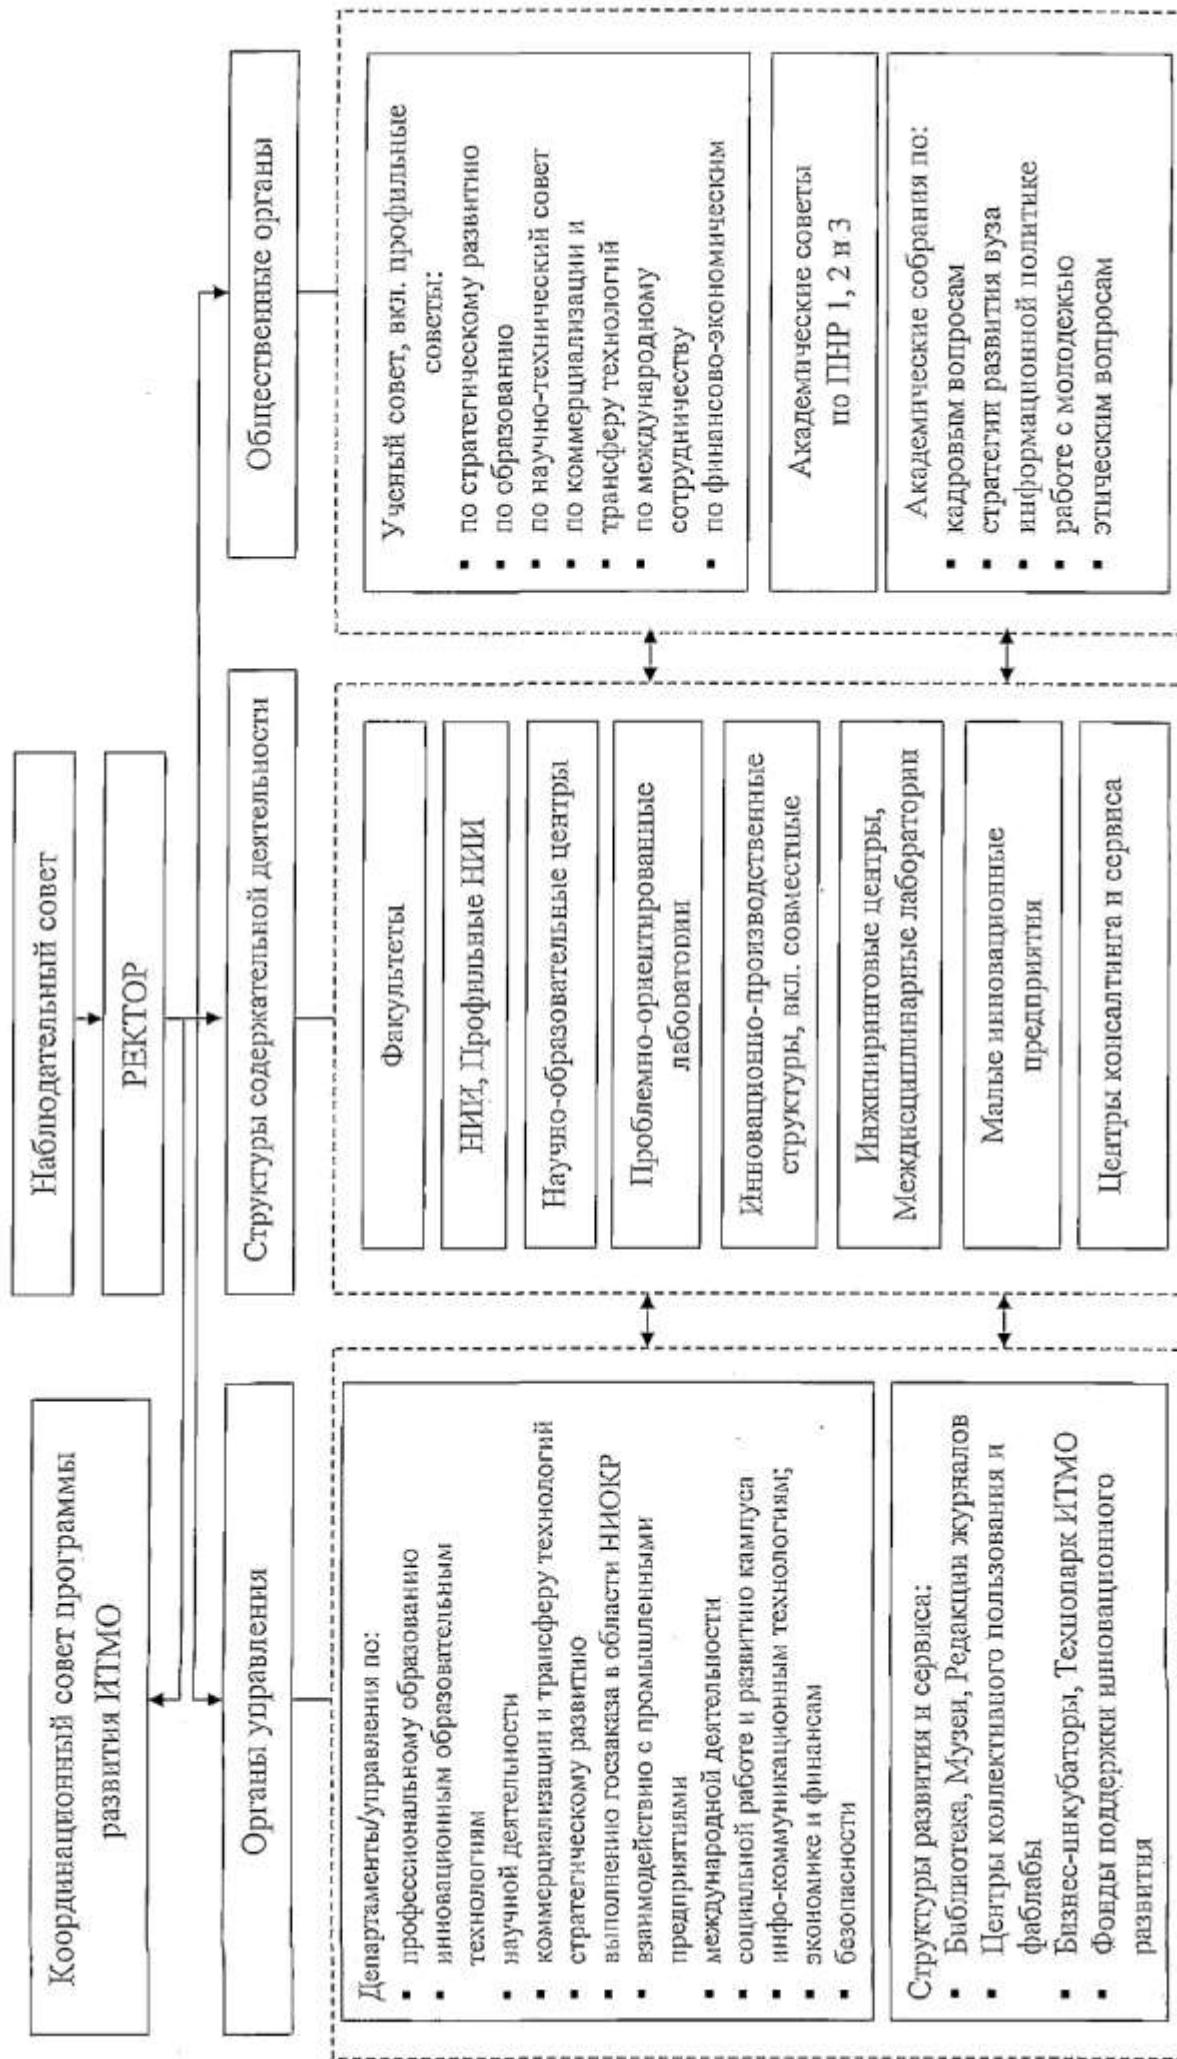 Координационный совет программы
развития ИТМО
Наблюдательный совет
РЕКТОР
Органы управления
Структуры содержательной деятельности
Общественные органы
Департаменты/управления по:
▪ профессиональному образованию
▪ инновационным образовательным
технологиям
▪ научной деятельности
▪ коммерциализации и трансферу технологий
▪ стратегическому развитию
▪ выполнению госзаказа в области НИОКР
▪ взаимодействию с промышленными
предприятиями
▪ международной деятельности
▪ социальной работе и развитию кампуса
▪ инфо-коммуникационным технологиям;
▪ экономике и финансам
▪ безопасности
Структуры развития и сервиса:
▪ Библиотека, Музеи, Редакции журналов
▪ Центры коллективного пользования и
фаблабы
▪ Бизнес-инкубаторы, Технопарк ИТМО
▪ Фонды поддержки инновационного
развития
Факультеты
НИИ, Профильные НИИ
Научно-образовательные центры
Проблемно-ориентированные
лаборатории
Инновационно-производственные
структуры, вкл. совместные
Инжиниринговые центры,
Междисциплинарные лаборатории
Малые инновационные
предприятия
Центры консалтинга и сервиса
Ученый совет, вкл. профильные
советы:
▪ по стратегическому развитию
▪ по образованию
▪ по научно-технический совет
▪ по коммерциализации и
трансферу технологий
▪ по международному
сотрудничеству
▪ по финансово-экономическим
Академические советы
по ПНР 1, 2 и 3
Академические собрания по:
▪ кадровым вопросам
▪ стратегии развития вуза
▪ информационной политике
▪ работе с молодежью
▪ этническим вопросам